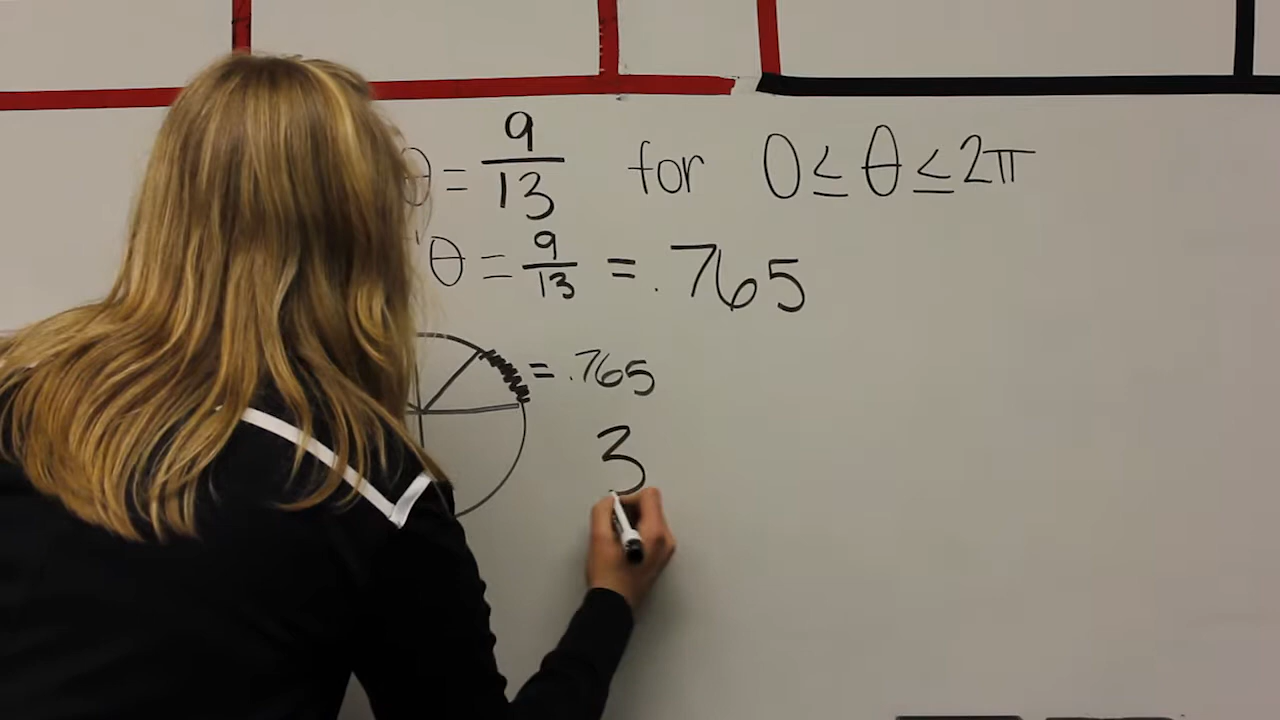 θ = 9/13 for 0 ≤ θ ≤ 2π
θ = 9/13 = .765
= .765
3